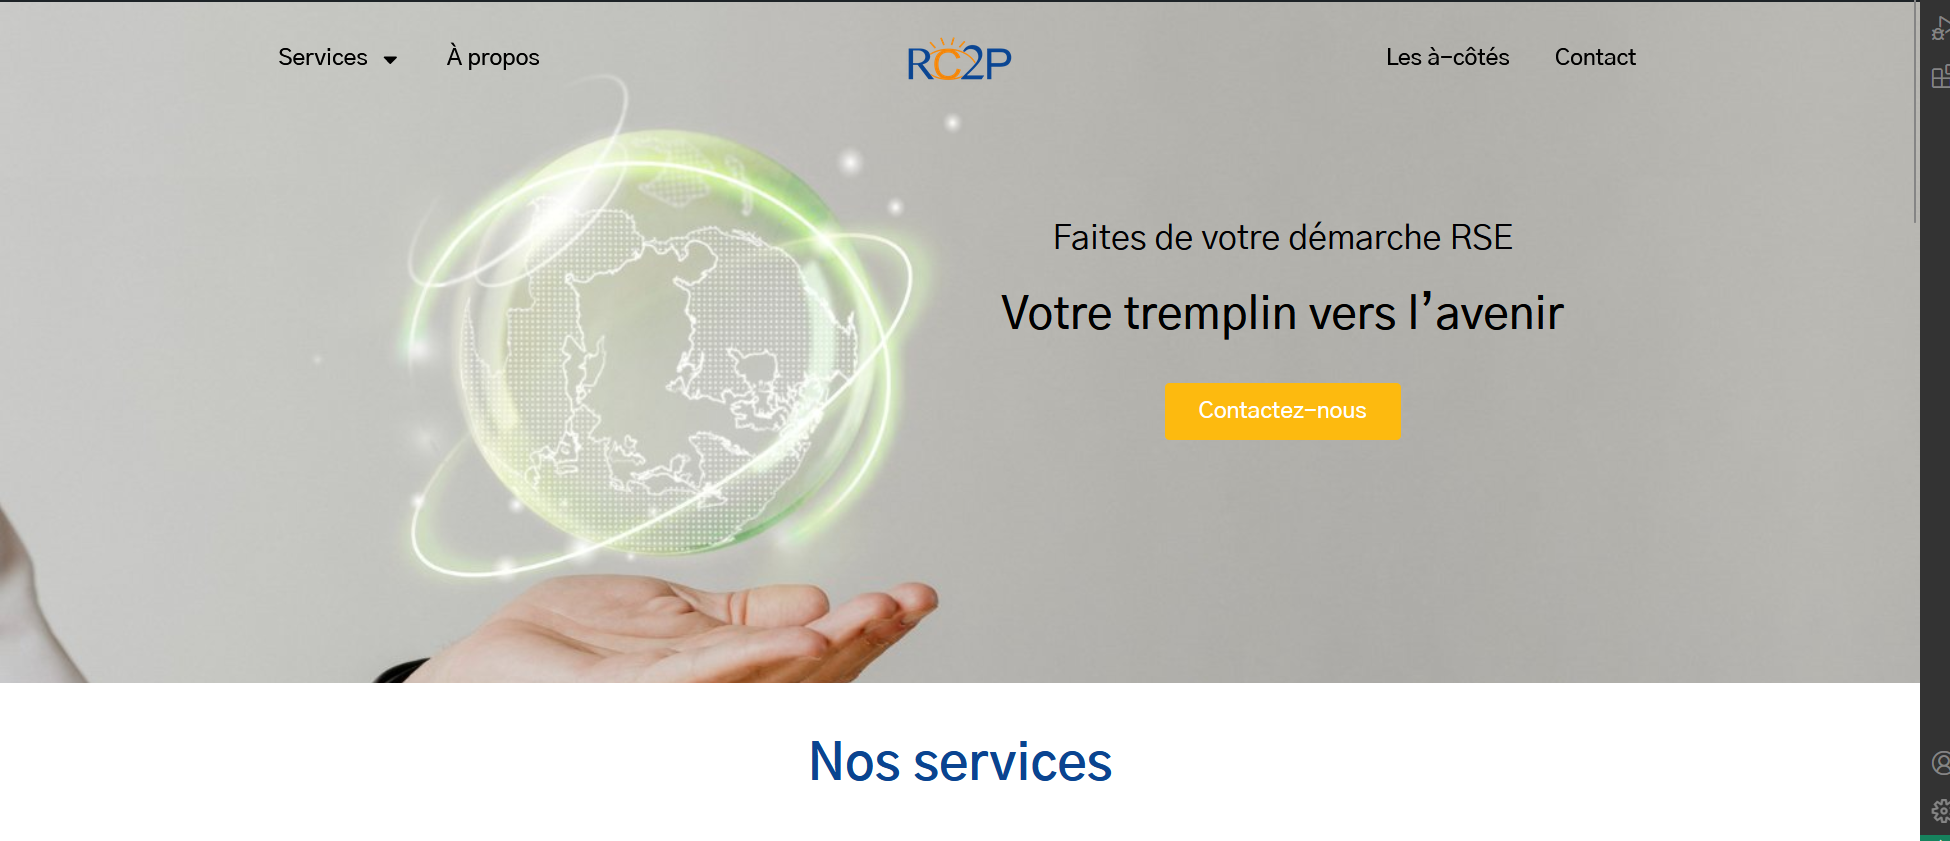 Services
À propos
RC2P
Les à-côtés
Contact
Faites de votre démarche RSE
Votre tremplin vers l’avenir
Contactez-nous
Nos services